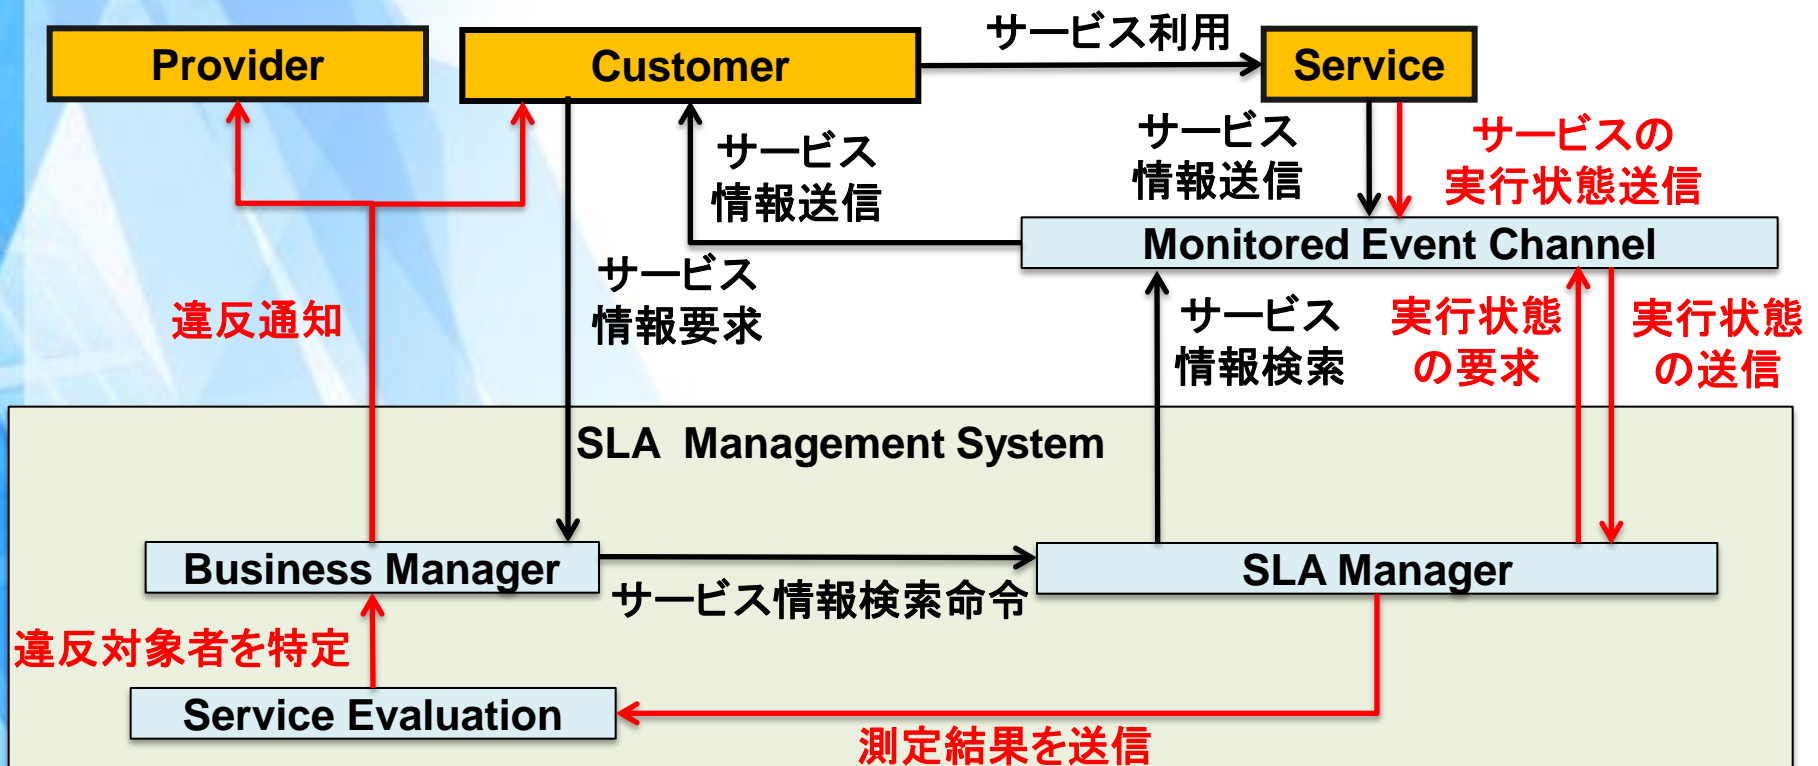 サービス利用
Provider
Customer
Service
サービス
情報送信
サービス
情報送信
サービスの
実行状態送信
Monitored Event Channel
サービス
情報要求
違反通知
サービス
情報検索
実行状態
の要求
実行状態
の送信
SLA Management System
Business Manager
SLA Manager
サービス情報検索命令
違反対象者を特定
Service Evaluation
測定結果を送信